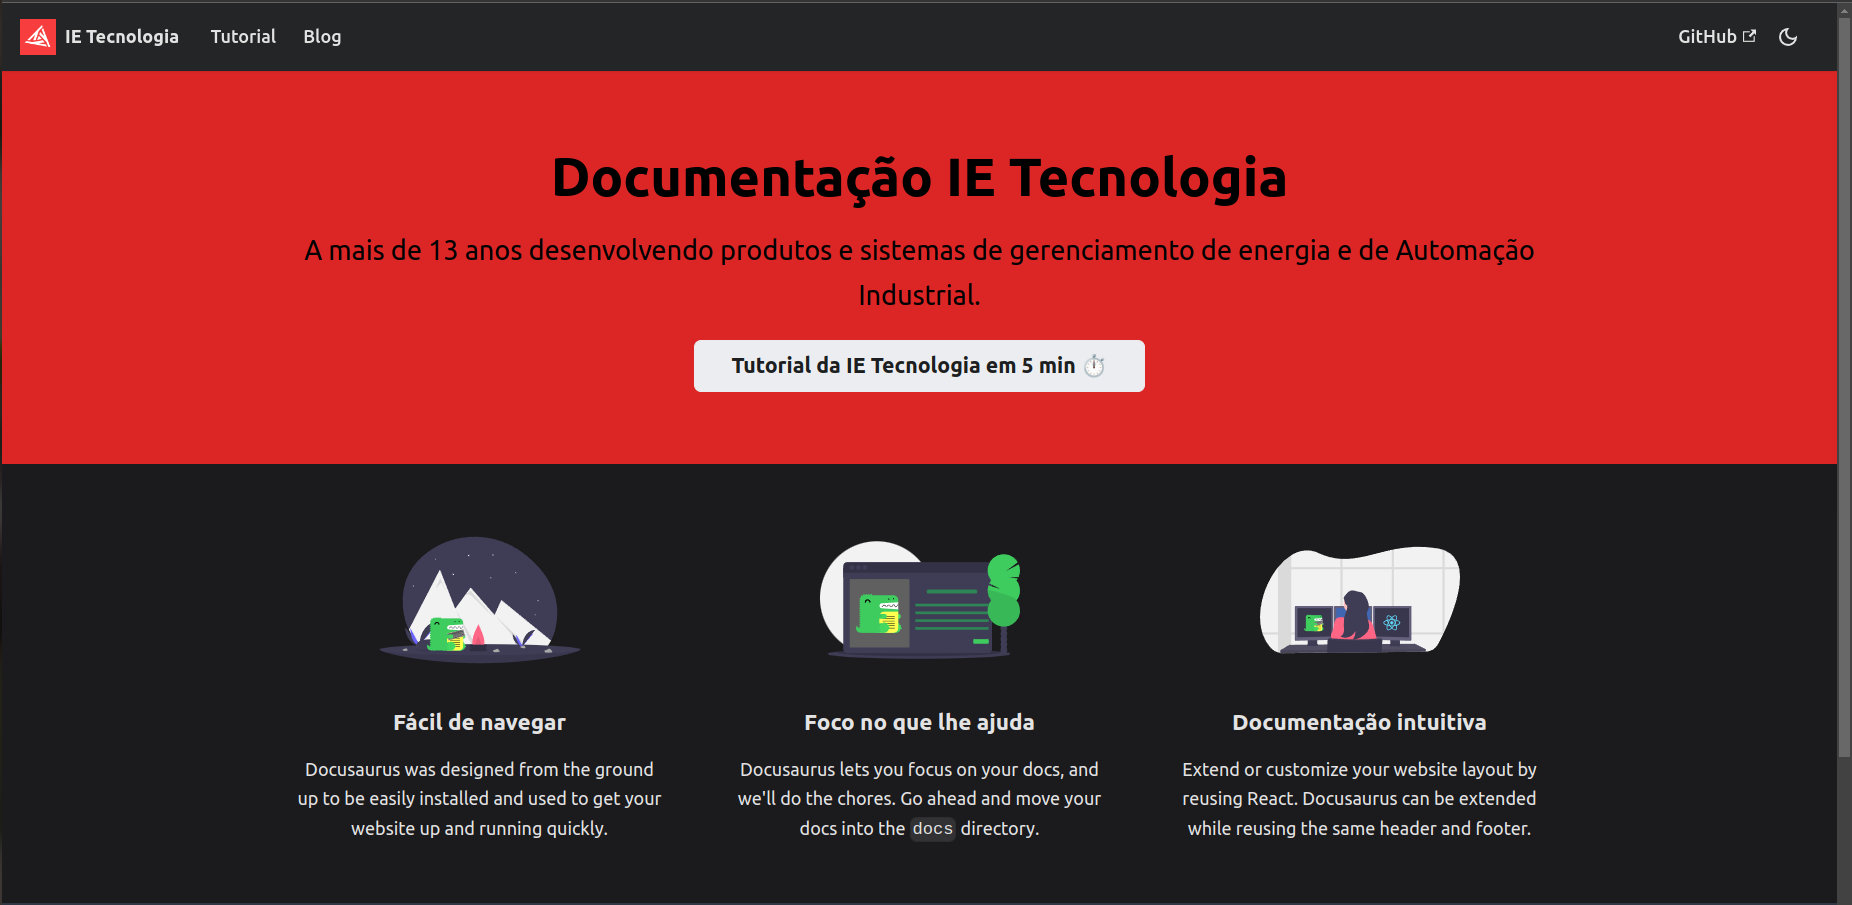 IE Tecnologia Tutorial Blog GitHub
Documentação IE Tecnologia
A mais de 13 anos desenvolvendo produtos e sistemas de gerenciamento de energia e de Automação
Industrial.
Tutorial da IE Tecnologia em 5 min ⏱️
Fácil de navegar
Docusaurus was designed from the ground
up to be easily installed and used to get your
website up and running quickly.
Foco no que lhe ajuda
Docusaurus lets you focus on your docs, and
we'll do the chores. Go ahead and move your
docs into the docs directory.
Documentação intuitiva
Extend or customize your website layout by
reusing React. Docusaurus can be extended
while reusing the same header and footer.